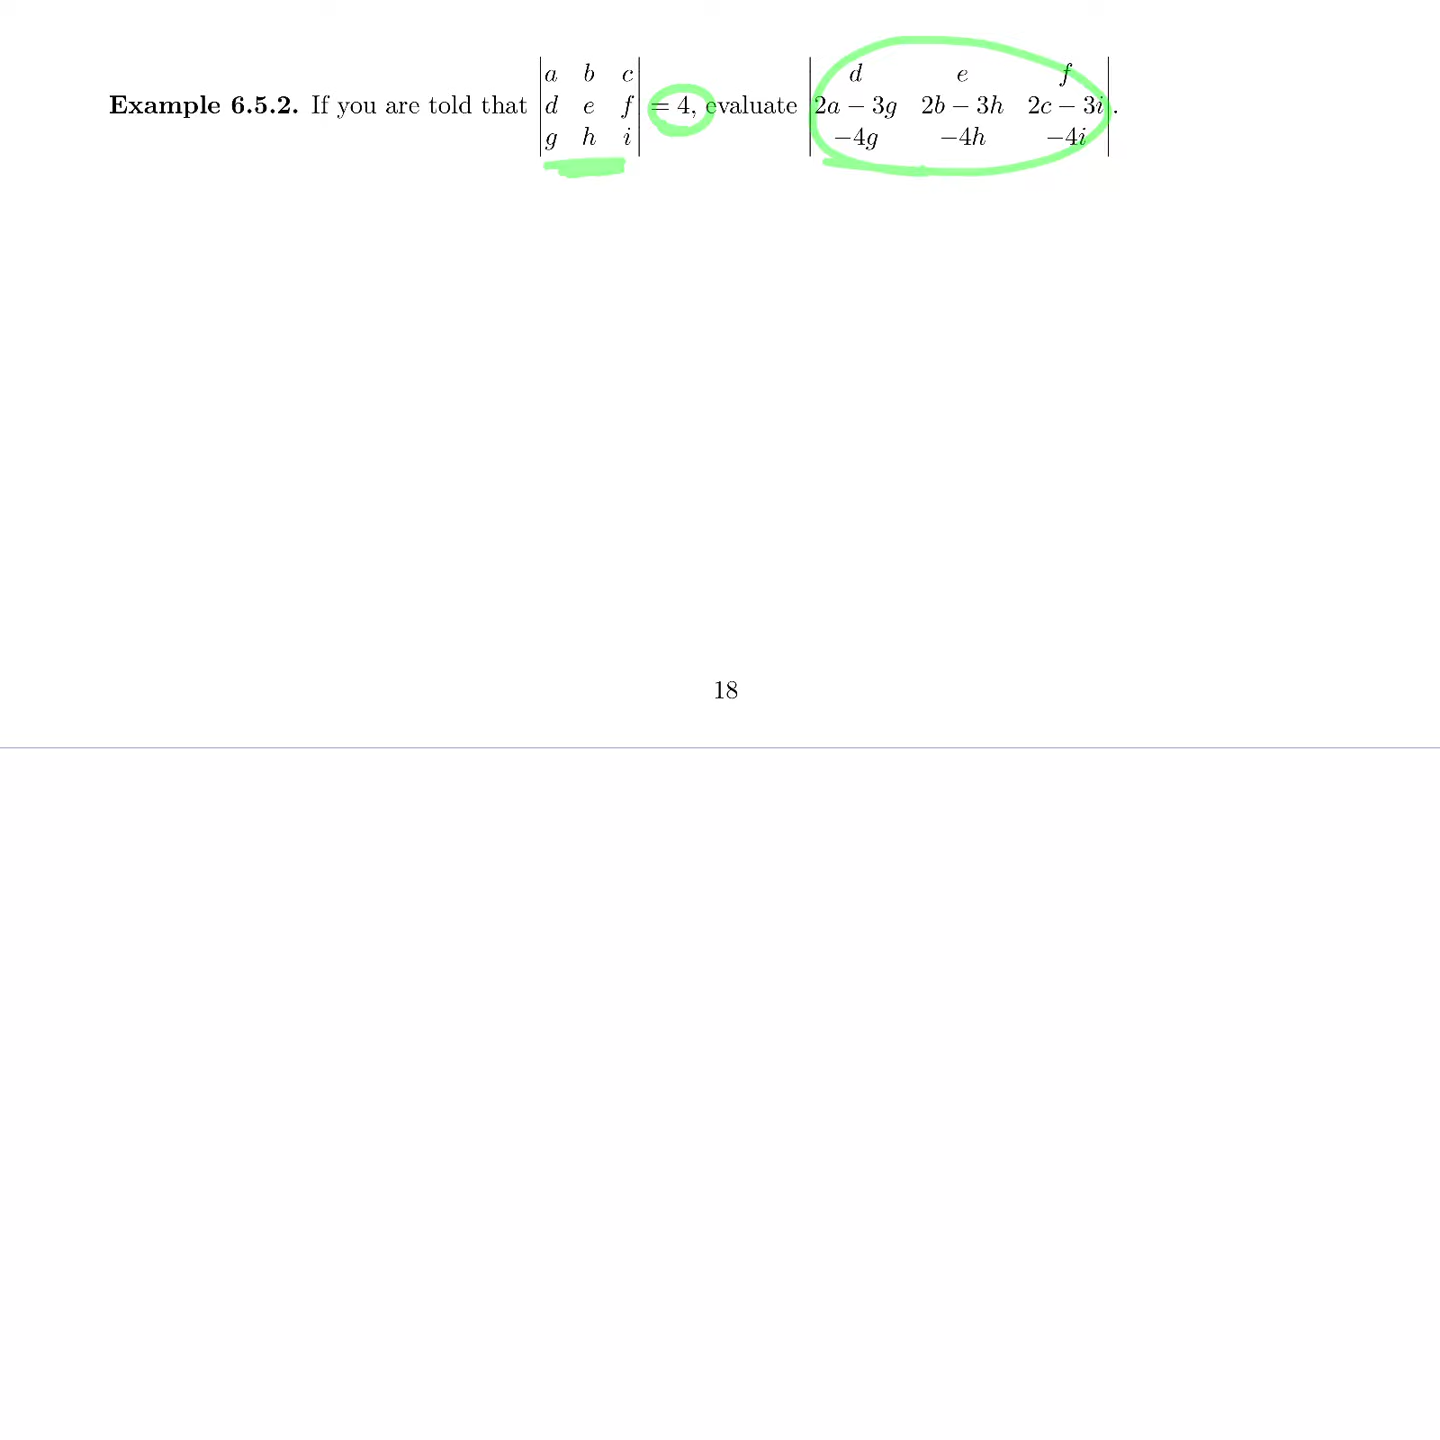 a b c d e f
Example 6.5.2. If you are told that d e f = 4, evaluate 2a − 3g 2b − 3h 2c − 3i .
g h i −4g −4h −4i
18